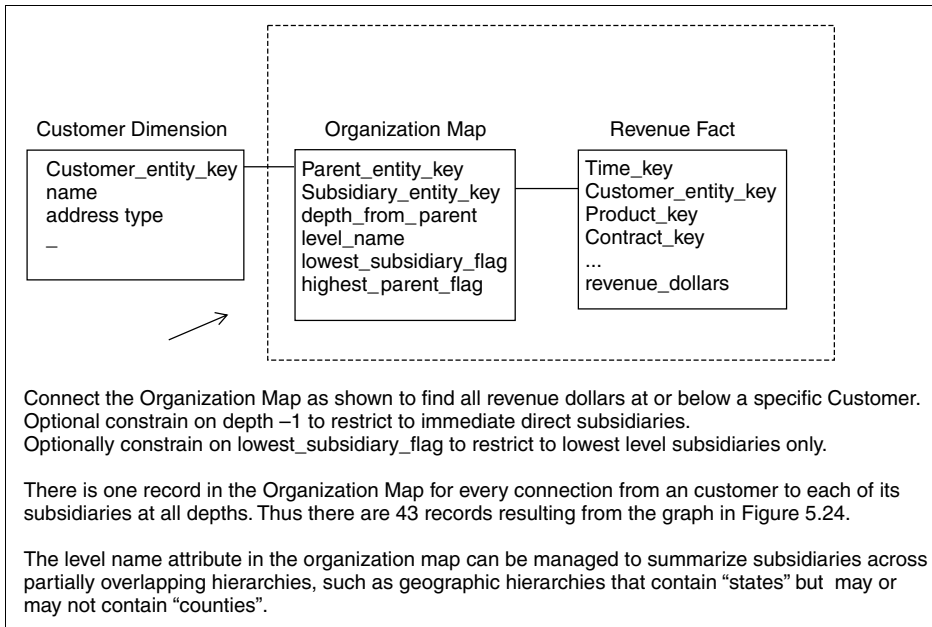 Customer Dimension
Customer_entity_key
name
address type
_
Organization Map
Parent_entity_key
Subsidiary_entity_key
depth_from_parent
level_name
lowest_subsidiary_flag
highest_parent_flag
Revenue Fact
Time_key
Customer_entity_key
Product_key
Contract_key
...
revenue_dollars
Connect the Organization Map as shown to find all revenue dollars at or below a specific Customer.
Optional constrain on depth –1 to restrict to immediate direct subsidiaries.
Optionally constrain on lowest_subsidiary_flag to restrict to lowest level subsidiaries only.
There is one record in the Organization Map for every connection from an customer to each of its
subsidiaries at all depths. Thus there are 43 records resulting from the graph in Figure 5.24.
The level name attribute in the organization map can be managed to summarize subsidiaries across
partially overlapping hierarchies, such as geographic hierarchies that contain “states” but may or
may not contain “counties”.